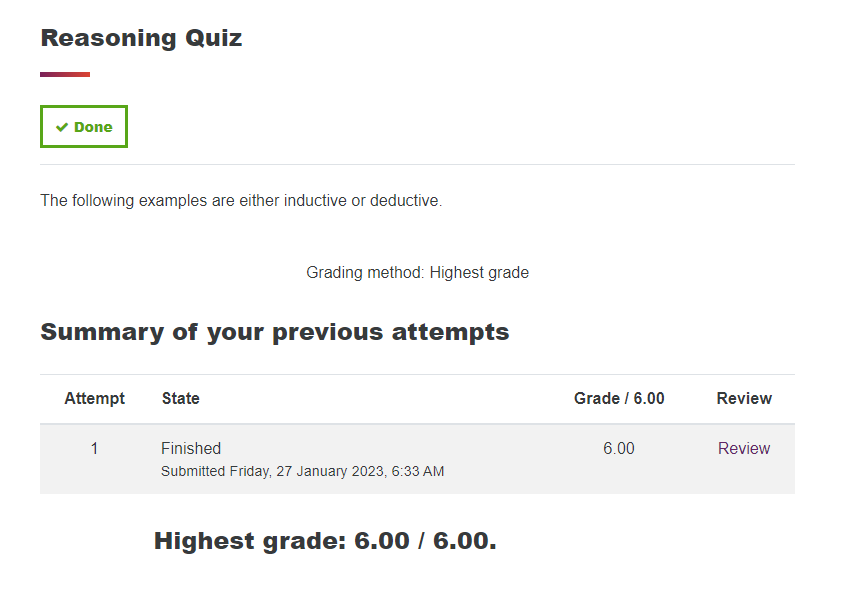 Reasoning Quiz
✓ Done
The following examples are either inductive or deductive.
Grading method: Highest grade
Summary of your previous attempts
Attempt State Grade / 6.00 Review
1 Finished 6.00 Review
Submitted Friday, 27 January 2023, 6:33 AM
Highest grade: 6.00 / 6.00.